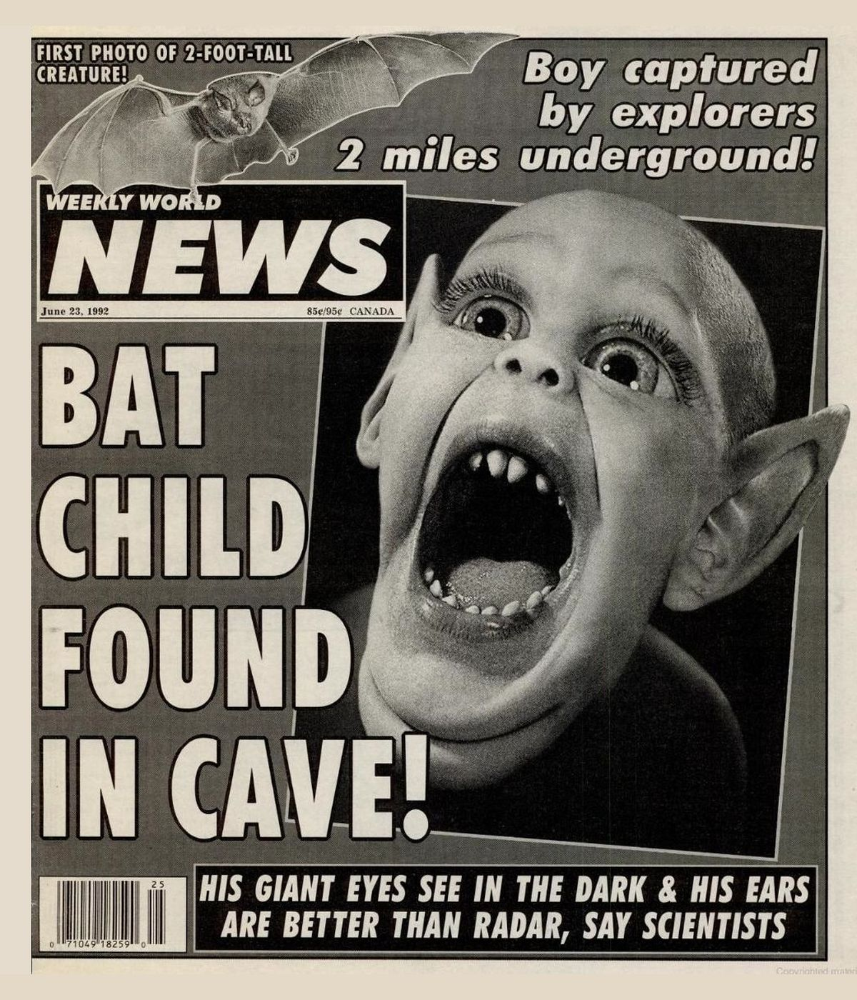 FIRST PHOTO OF 2-FOOT-TALL
CREATURE!
Boy captured
by explorers
2 miles underground!
WEEKLY WORLD
NEWS
June 23, 1992
85¢/95¢ CANADA
BAT
CHILD
FOUND
IN CAVE!
25
0 71049 18259 0
HIS GIANT EYES SEE IN THE DARK & HIS EARS
ARE BETTER THAN RADAR, SAY SCIENTISTS
Copyrighted materi